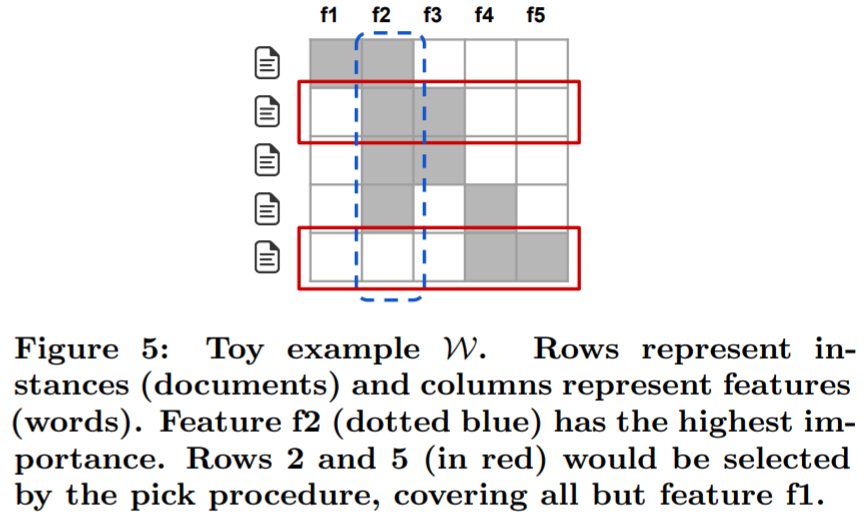 f1 f2 f3 f4 f5
Figure 5: Toy example 𝒲. Rows represent in-
stances (documents) and columns represent features
(words). Feature f2 (dotted blue) has the highest im-
portance. Rows 2 and 5 (in red) would be selected
by the pick procedure, covering all but feature f1.